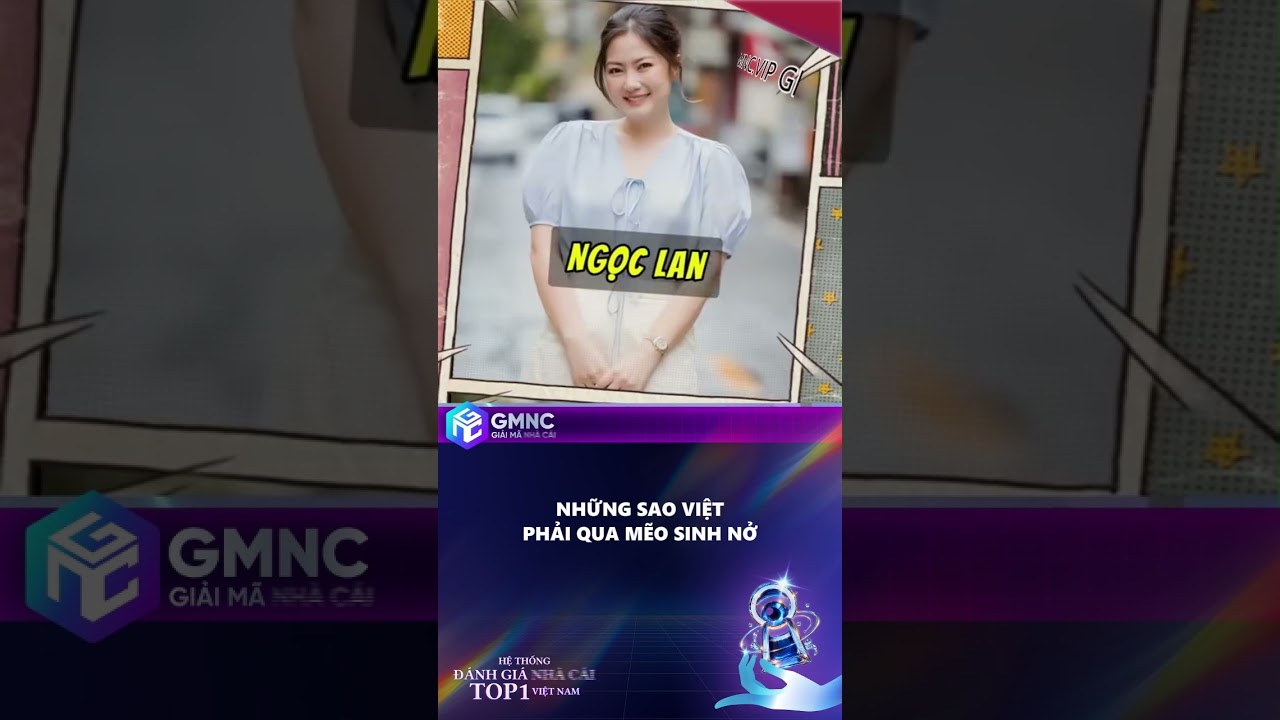 NGỌC LAN
GMNC
GIẢI MÃ NHÀ CÁI
NHỮNG SAO VIỆT
PHẢI QUA MẼO SINH NỞ
HỆ THỐNG
ĐÁNH GIÁ NHÀ CÁI
TOP1 VIỆT NAM
GMNC
GIẢI MÃ NHÀ CÁI